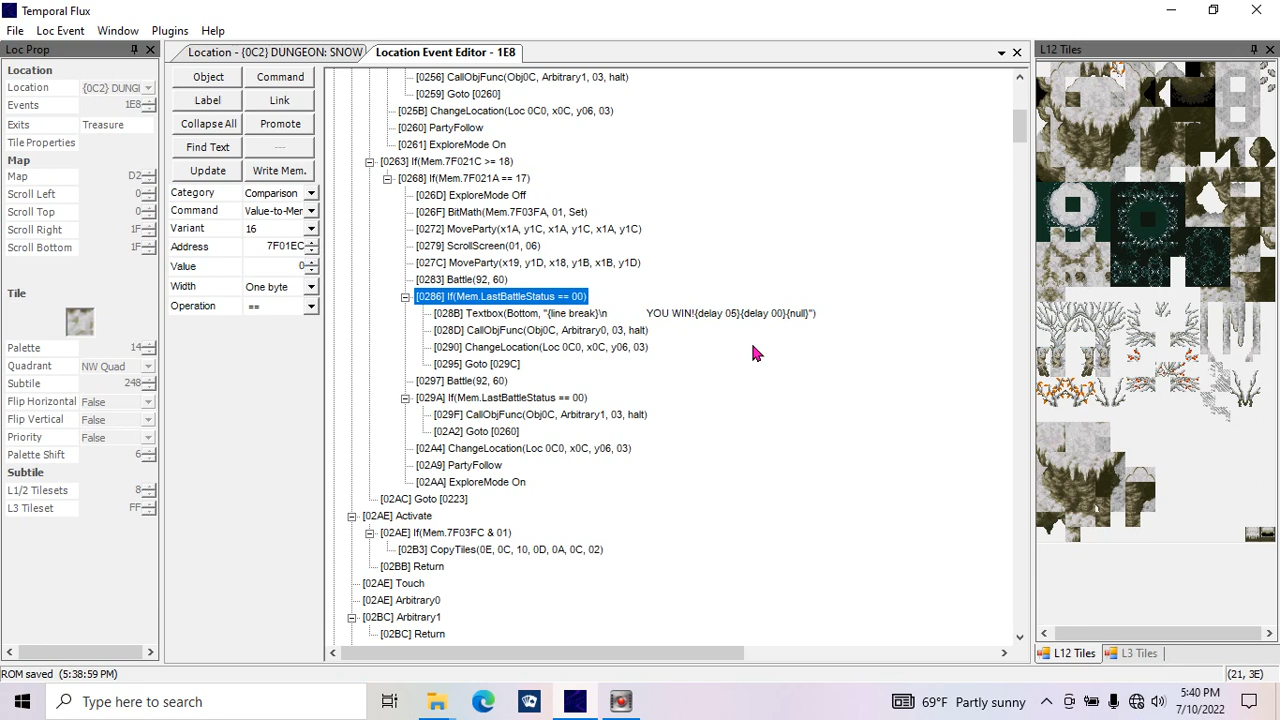 Temporal Flux
File Loc Event Window Plugins Help
Loc Prop
Location - {0C2} DUNGEON: SNOW
Location Event Editor - 1E8
L12 Tiles
Location
Location {0C2} DUNGI
Events 1E8
Exits Treasure
Tile Properties
Map
Map D2
Scroll Left 0
Scroll Top 0
Scroll Right 1F
Scroll Bottom 1F
Tile
Palette 14
Quadrant NW Quad
Subtile 248
Flip Horizontal False
Flip Vertical False
Priority False
Palette Shift 6
Subtile
L1/2 Tilesets 8
L3 Tileset FF
Object Command
Label Link
Collapse All Promote
Find Text ---
Update Write Mem.
Category Comparison
Command Value-to-Mer
Variant 16
Address 7F01EC
Value 0
Width One byte
Operation ==
[0256] CallObjFunc(Obj0C, Arbitrary1, 03, halt)
[0259] Goto [0260]
[025B] ChangeLocation(Loc 0C0, x0C, y06, 03)
[0260] PartyFollow
[0261] ExploreMode On
[0263] If(Mem.7F021C >= 18)
[0268] If(Mem.7F021A == 17)
[026D] ExploreMode Off
[026F] BitMath(Mem.7F03FA, 01, Set)
[0272] MoveParty(x1A, y1C, x1A, y1C, x1A, y1C)
[0279] ScrollScreen(01, 06)
[027C] MoveParty(x19, y1D, x18, y1B, x1B, y1D)
[0283] Battle(92, 60)
[0286] If(Mem.LastBattleStatus == 00)
[028B] Textbox(Bottom, "{line break}\n YOU WIN!{delay 05}{delay 00}{null}")
[028D] CallObjFunc(Obj0C, Arbitrary0, 03, halt)
[0290] ChangeLocation(Loc 0C0, x0C, y06, 03)
[0295] Goto [029C]
[0297] Battle(92, 60)
[029A] If(Mem.LastBattleStatus == 00)
[029F] CallObjFunc(Obj0C, Arbitrary1, 03, halt)
[02A2] Goto [0260]
[02A4] ChangeLocation(Loc 0C0, x0C, y06, 03)
[02A9] PartyFollow
[02AA] ExploreMode On
[02AC] Goto [0223]
[02AE] Activate
[02AE] If(Mem.7F03FC & 01)
[02B3] CopyTiles(0E, 0C, 10, 0D, 0A, 0C, 02)
[02BB] Return
[02AE] Touch
[02AE] Arbitrary0
[02BC] Arbitrary1
[02BC] Return
L12 Tiles L3 Tiles
ROM saved (5:38:59 PM)
(21, 3E)
Type here to search
69°F Partly sunny
5:40 PM
7/10/2022